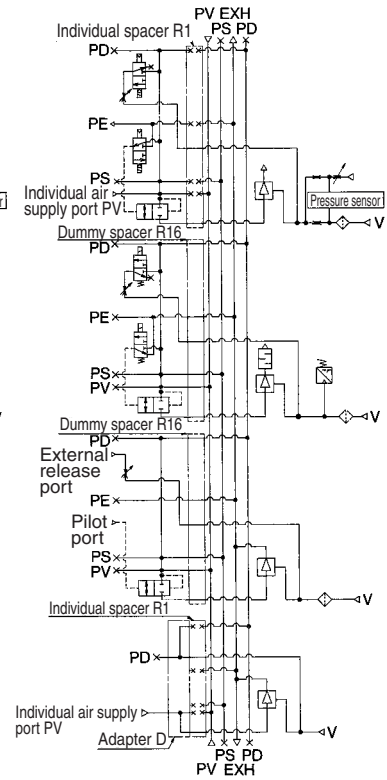 PV EXH
PS PD
Individual spacer R1
PD
PE
PS
Individual air
supply port PV
Pressure sensor
V
Dummy spacer R16
PD
PE
PS
PV
V
Dummy spacer R16
PD
External
release
port
PE
Pilot
port
PS
PV
V
Individual spacer R1
PD
Individual air supply
port PV
Adapter D
V
PS PD
PV EXH